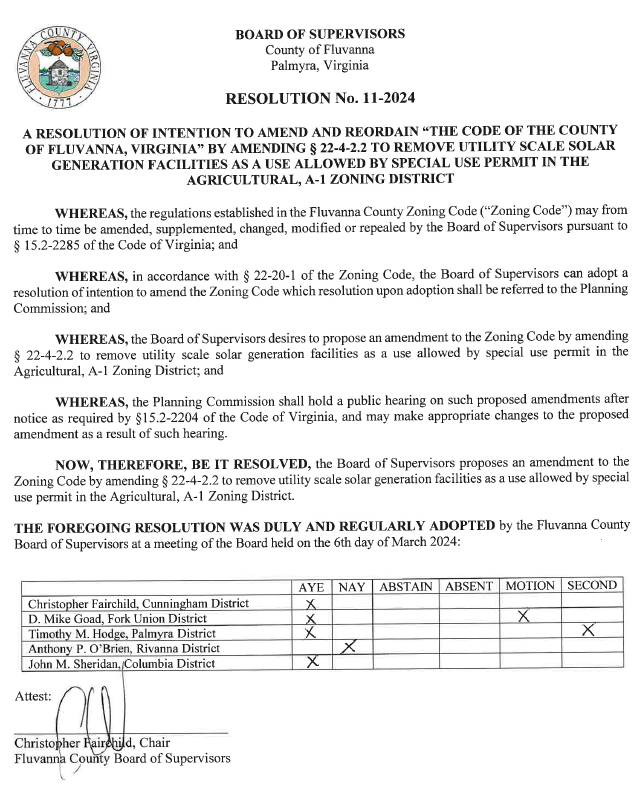 FLUVANNA COUNTY VIRGINIA
1777
BOARD OF SUPERVISORS
County of Fluvanna
Palmyra, Virginia
RESOLUTION No. 11-2024
A RESOLUTION OF INTENTION TO AMEND AND REORDAIN “THE CODE OF THE COUNTY
OF FLUVANNA, VIRGINIA” BY AMENDING § 22-4-2.2 TO REMOVE UTILITY SCALE SOLAR
GENERATION FACILITIES AS A USE ALLOWED BY SPECIAL USE PERMIT IN THE
AGRICULTURAL, A-1 ZONING DISTRICT
WHEREAS, the regulations established in the Fluvanna County Zoning Code (“Zoning Code”) may from
time to time be amended, supplemented, changed, modified or repealed by the Board of Supervisors pursuant to
§ 15.2-2285 of the Code of Virginia; and
WHEREAS, in accordance with § 22-20-1 of the Zoning Code, the Board of Supervisors can adopt a
resolution of intention to amend the Zoning Code which resolution upon adoption shall be referred to the Planning
Commission; and
WHEREAS, the Board of Supervisors desires to propose an amendment to the Zoning Code by amending
§ 22-4-2.2 to remove utility scale solar generation facilities as a use allowed by special use permit in the
Agricultural, A-1 Zoning District; and
WHEREAS, the Planning Commission shall hold a public hearing on such proposed amendments after
notice as required by §15.2-2204 of the Code of Virginia, and may make appropriate changes to the proposed
amendment as a result of such hearing.
NOW, THEREFORE, BE IT RESOLVED, the Board of Supervisors proposes an amendment to the
Zoning Code by amending § 22-4-2.2 to remove utility scale solar generation facilities as a use allowed by special
use permit in the Agricultural, A-1 Zoning District.
THE FOREGOING RESOLUTION WAS DULY AND REGULARLY ADOPTED by the Fluvanna County
Board of Supervisors at a meeting of the Board held on the 6th day of March 2024:
AYE NAY ABSTAIN ABSENT MOTION SECOND
Christopher Fairchild, Cunningham District X
D. Mike Goad, Fork Union District X X
Timothy M. Hodge, Palmyra District X X
Anthony P. O’Brien, Rivanna District X
John M. Sheridan, Columbia District X
Attest:
Christopher Fairchild, Chair
Fluvanna County Board of Supervisors